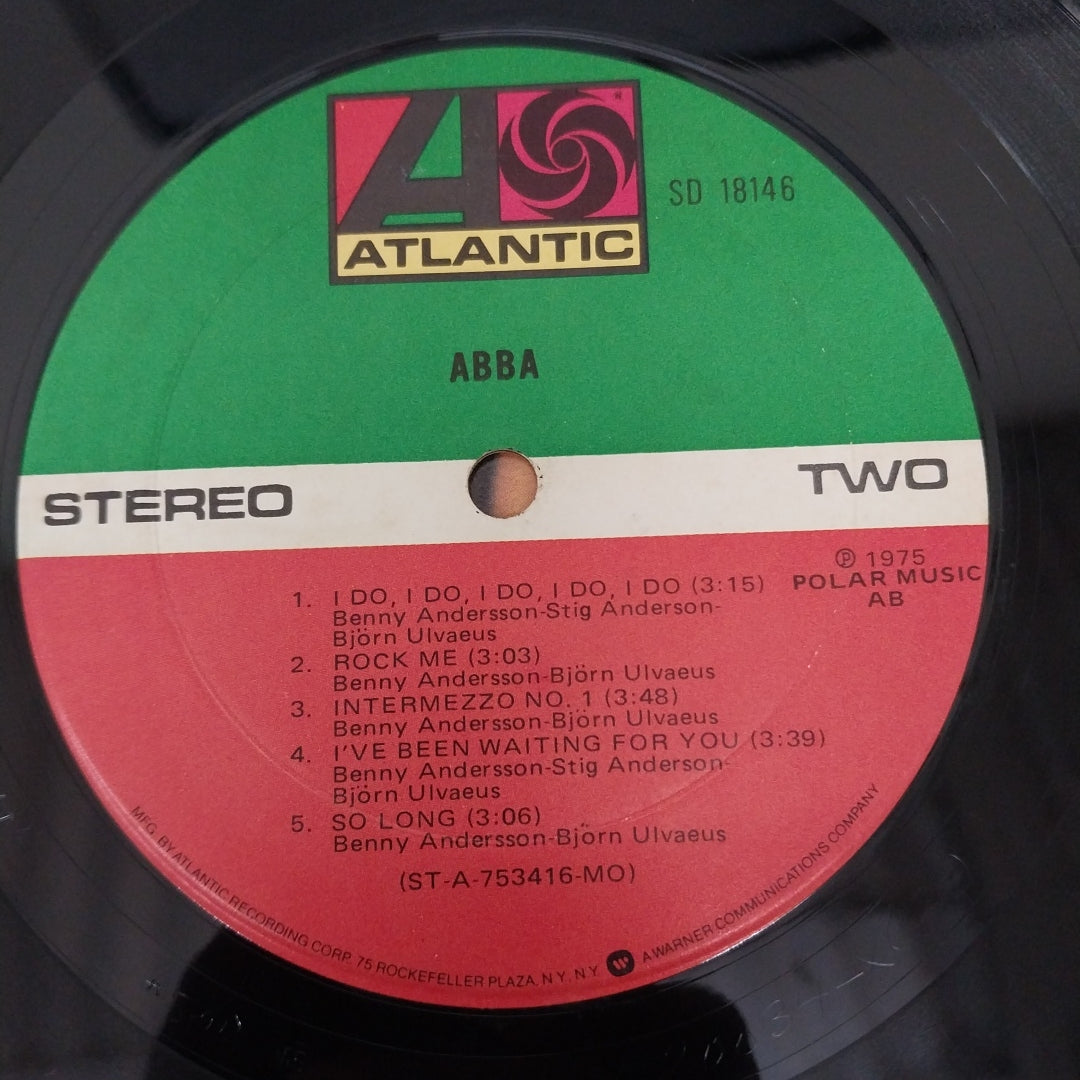 ATLANTIC
SD 18146
ABBA
STEREO
TWO
℗ 1975
POLAR MUSIC
AB
1. I DO, I DO, I DO, I DO, I DO (3:15)
Benny Andersson-Stig Anderson-
Björn Ulvaeus
2. ROCK ME (3:03)
Benny Andersson-Björn Ulvaeus
3. INTERMEZZO NO. 1 (3:48)
Benny Andersson-Björn Ulvaeus
4. I'VE BEEN WAITING FOR YOU (3:39)
Benny Andersson-Stig Anderson-
Björn Ulvaeus
5. SO LONG (3:06)
Benny Andersson-Björn Ulvaeus
(ST-A-753416-MO)
MFG. BY ATLANTIC RECORDING CORP. 75 ROCKEFELLER PLAZA, N.Y. N.Y. A WARNER COMMUNICATIONS COMPANY